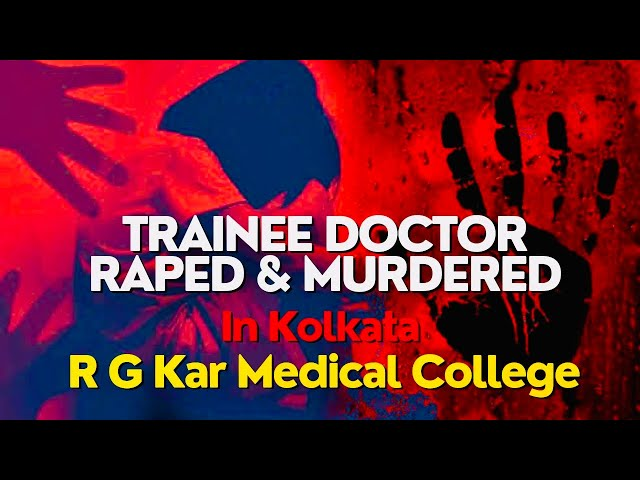 TRAINEE DOCTOR
RAPED & MURDERED
In Kolkata
R G Kar Medical College